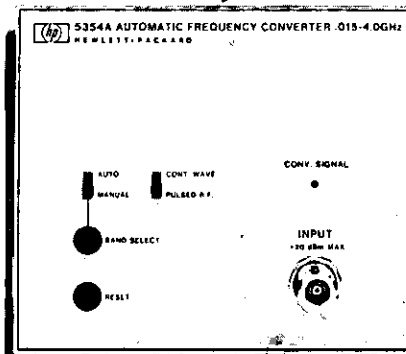 hp 5354A AUTOMATIC FREQUENCY CONVERTER .015-4.0GHz
HEWLETT-PACKARD
AUTO
MANUAL
CONT. WAVE
PULSED R.F.
CONV. SIGNAL
BAND SELECT
INPUT
+20 dBm MAX
RESET